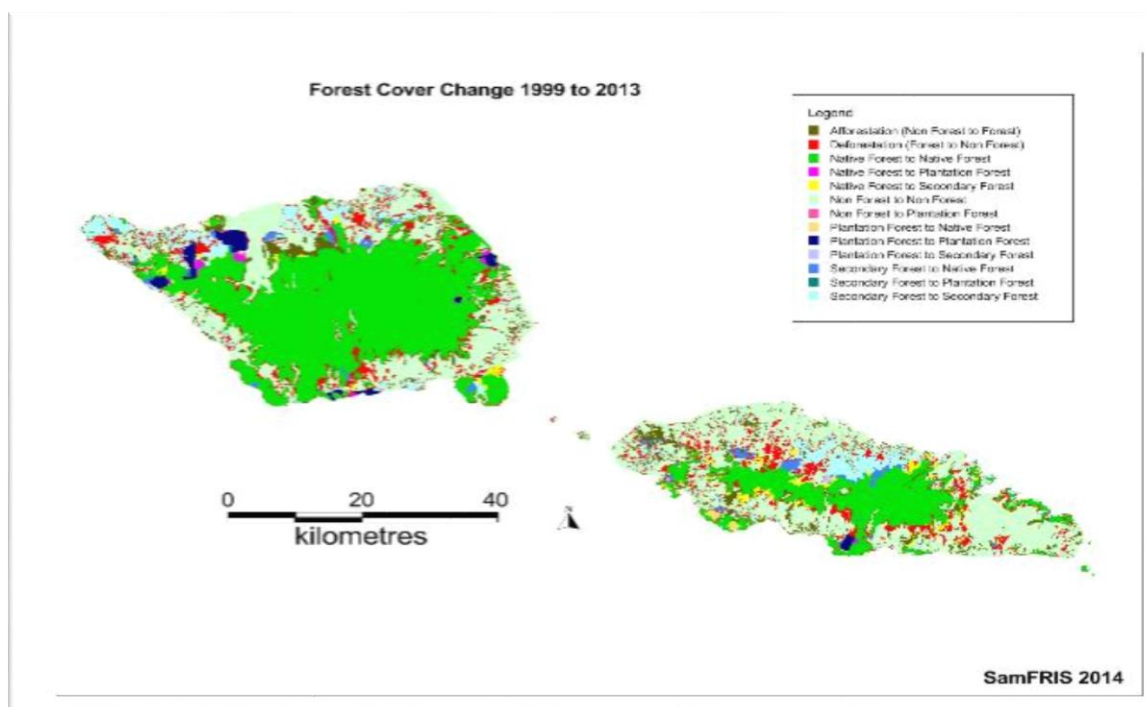 Forest Cover Change 1999 to 2013
Legend
Afforestation (Non Forest to Forest)
Deforestation (Forest to Non Forest)
Native Forest to Native Forest
Native Forest to Plantation Forest
Native Forest to Secondary Forest
Non Forest to Non Forest
Non Forest to Plantation Forest
Plantation Forest to Native Forest
Plantation Forest to Plantation Forest
Plantation Forest to Secondary Forest
Secondary Forest to Native Forest
Secondary Forest to Plantation Forest
Secondary Forest to Secondary Forest
0 20 40
kilometres
N
SamFRIS 2014